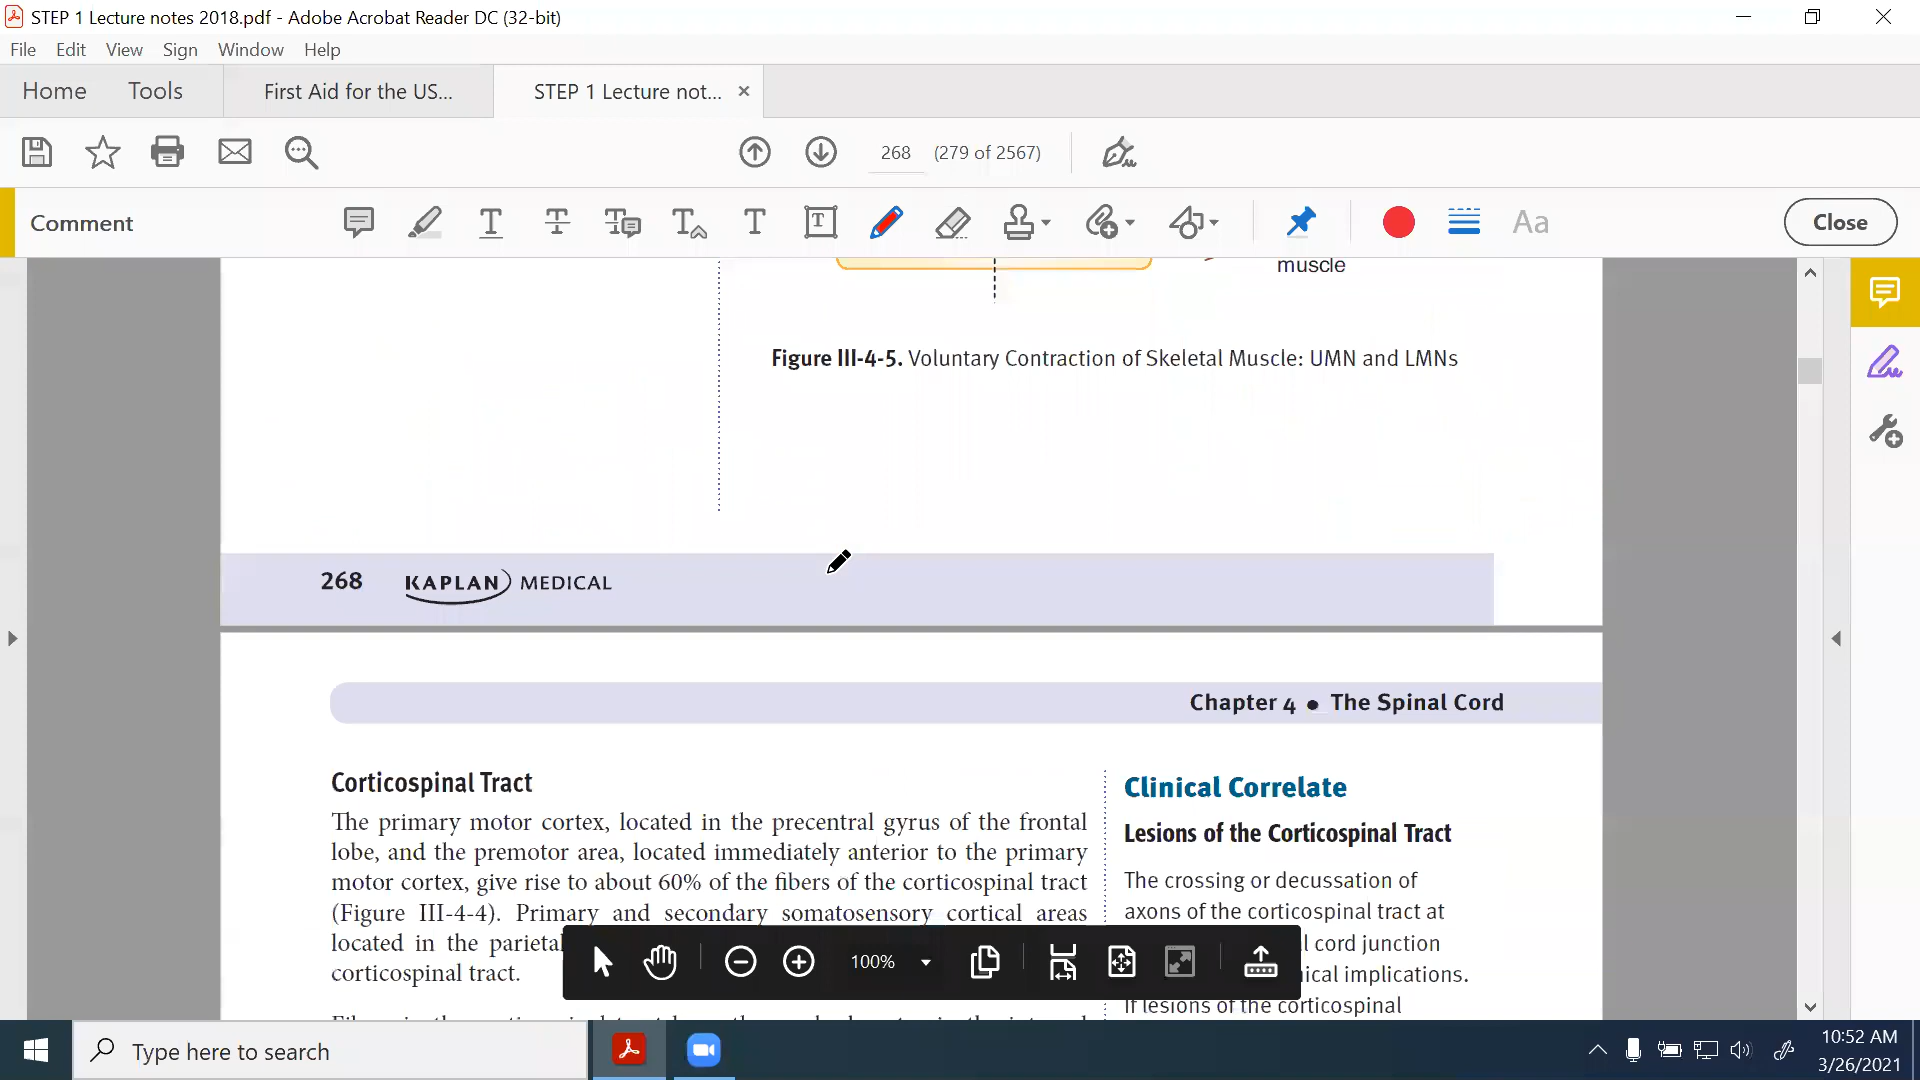 STEP 1 Lecture notes 2018.pdf - Adobe Acrobat Reader DC (32-bit)
File Edit View Sign Window Help
Home Tools First Aid for the US... STEP 1 Lecture not...
268 (279 of 2567)
Comment
Aa
Close
muscle
Figure III-4-5. Voluntary Contraction of Skeletal Muscle: UMN and LMNs
268 KAPLAN MEDICAL
Chapter 4 • The Spinal Cord
Corticospinal Tract
The primary motor cortex, located in the precentral gyrus of the frontal
lobe, and the premotor area, located immediately anterior to the primary
motor cortex, give rise to about 60% of the fibers of the corticospinal tract
(Figure III-4-4). Primary and secondary somatosensory cortical areas
located in the parietal
corticospinal tract.
Clinical Correlate
Lesions of the Corticospinal Tract
The crossing or decussation of
axons of the corticospinal tract at
l cord junction
ical implications.
If lesions of the corticospinal
100%
Type here to search
10:52 AM
3/26/2021